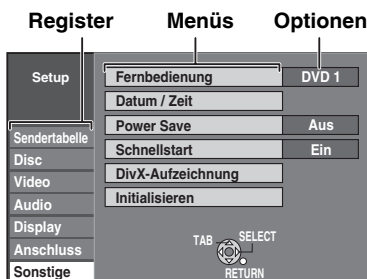 Register Menüs Optionen
Setup
Fernbedienung DVD 1
Datum / Zeit
Power Save Aus
Sendertabelle
Schnellstart Ein
Disc
DivX-Aufzeichnung
Video
Initialisieren
Audio
Display
TAB SELECT
Anschluss
Sonstige
RETURN